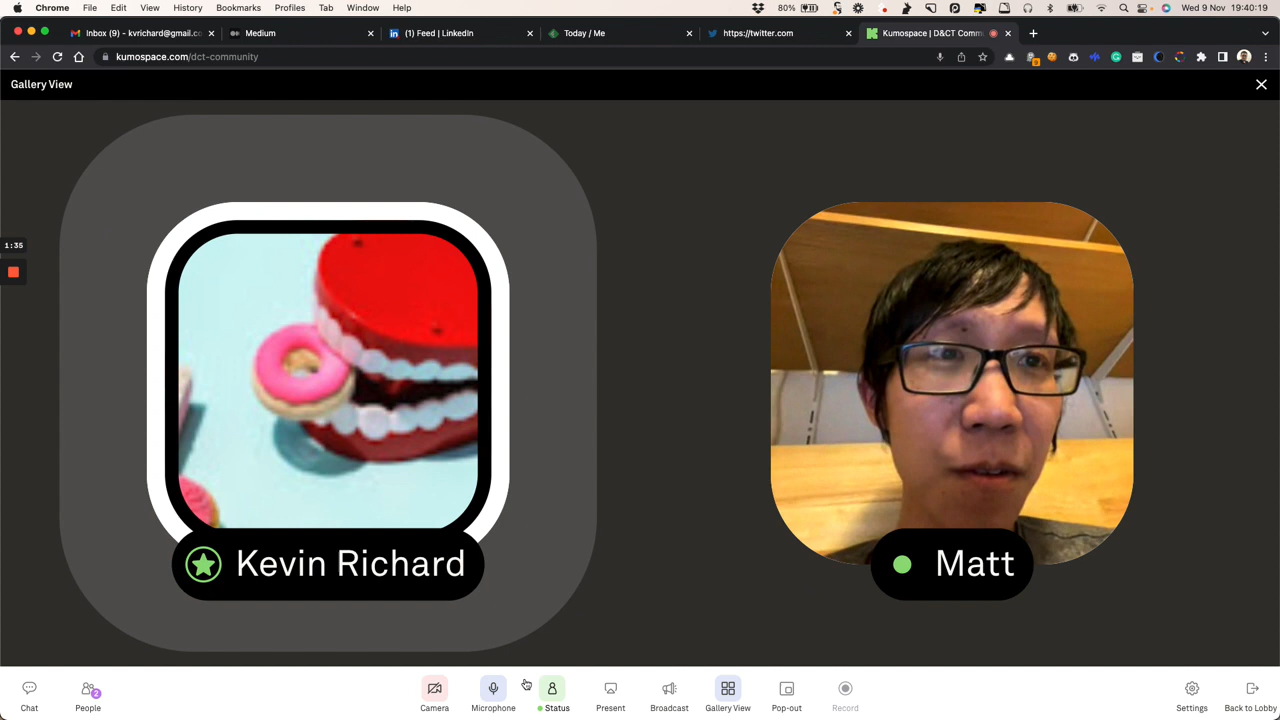 Chrome File Edit View History Bookmarks Profiles Tab Window Help 80% Wed 9 Nov 19:40:19
Inbox (9) - kvrichard@gmail.co Medium (1) Feed | LinkedIn Today / Me https://twitter.com Kumospace | D&CT Comm
kumospace.com/dct-community
Gallery View
1:35
Kevin Richard
Matt
2
Chat People Camera Microphone Status Present Broadcast Gallery View Pop-out Record Settings Back to Lobby